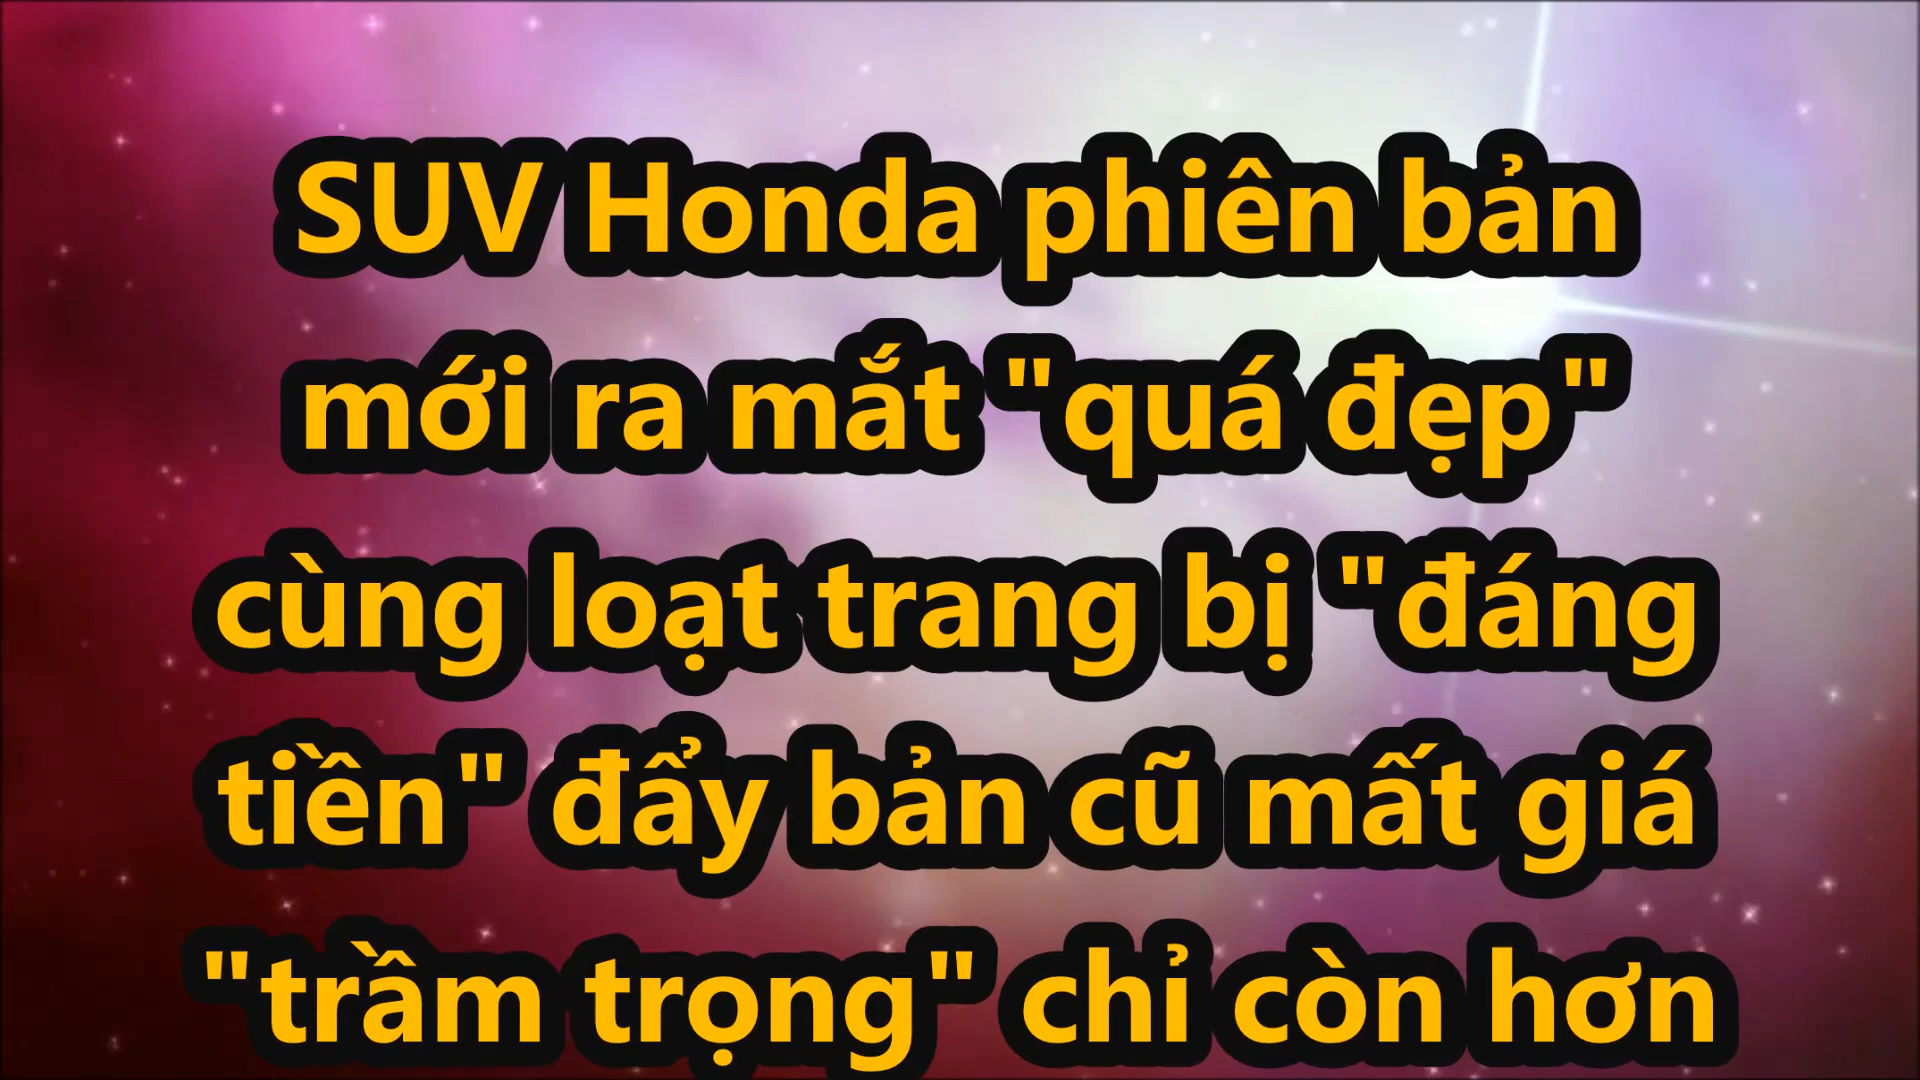 SUV Honda phiên bản
mới ra mắt "quá đẹp"
cùng loạt trang bị "đáng
tiền" đẩy bản cũ mất giá
"trầm trọng" chỉ còn hơn